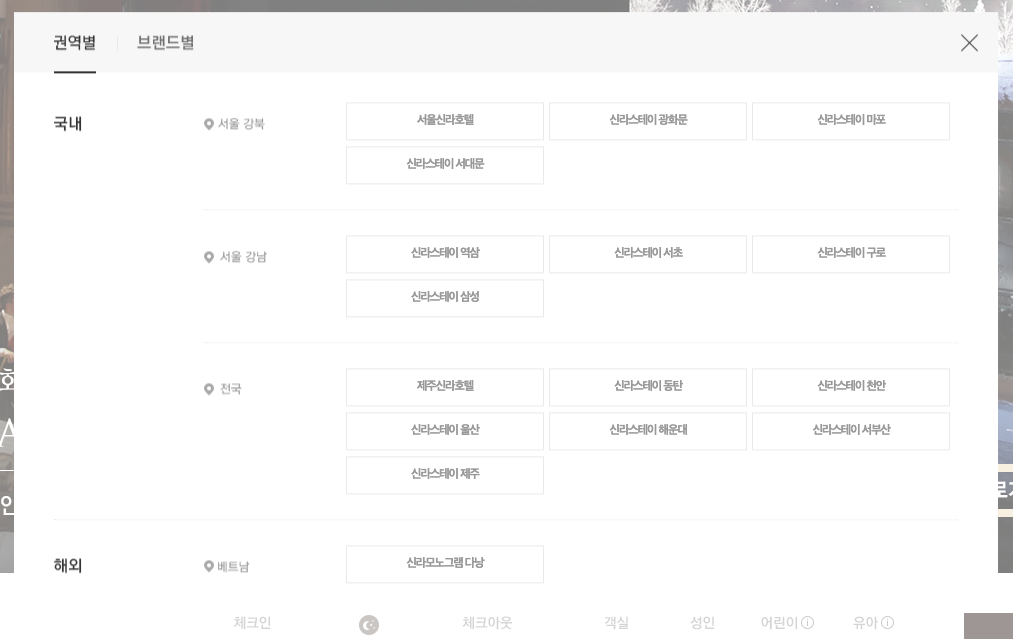 권역별 브랜드별
국내 서울 강북 서울신라호텔 신라스테이 광화문 신라스테이 마포
신라스테이 서대문
서울 강남 신라스테이 역삼 신라스테이 서초 신라스테이 구로
신라스테이 삼성
전국 제주신라호텔 신라스테이 동탄 신라스테이 천안
신라스테이 울산 신라스테이 해운대 신라스테이 서부산
신라스테이 제주
해외 베트남 신라모노그램 다낭
체크인 체크아웃 객실 성인 어린이 유아